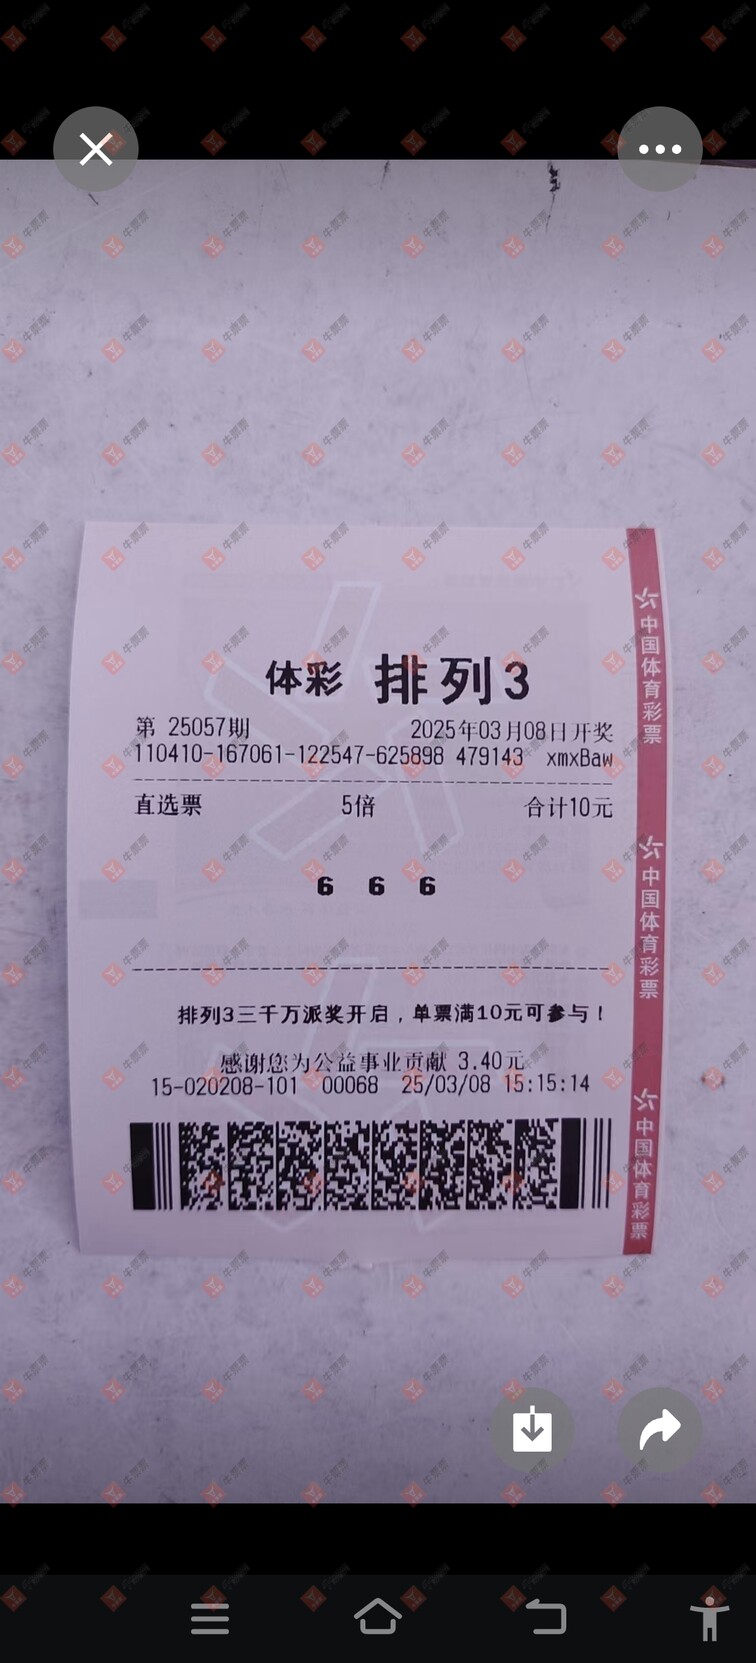 体彩 排列3
第 25057期 2025年03月08日开奖
110410-167061-122547-625898 479143 xmxBaw
直选票 5倍 合计10元
6 6 6
排列3三千万派奖开启，单票满10元可参与！
感谢您为公益事业贡献 3.40元
15-020208-101 00068 25/03/08 15:15:14
中国体育彩票
中国体育彩票
中国体育彩票
牛票票